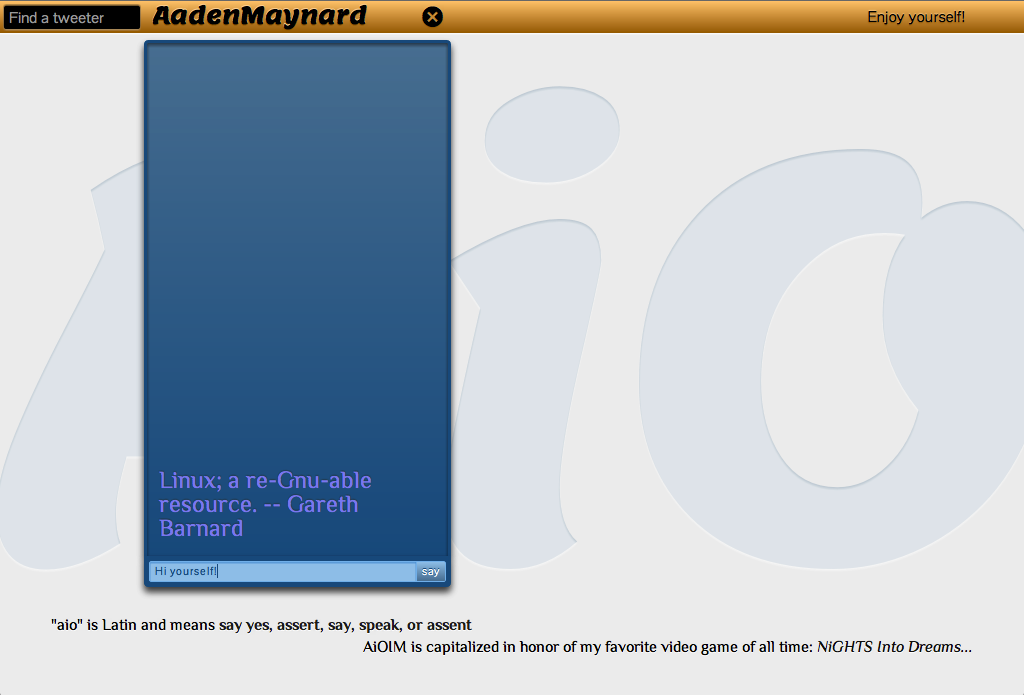 Find a tweeter
AadenMaynard
Enjoy yourself!
Aio
Linux; a re-Gnu-able
resource. -- Gareth
Barnard
Hi yourself!
say
"aio" is Latin and means say yes, assert, say, speak, or assent
AiOlM is capitalized in honor of my favorite video game of all time: NiGHTS Into Dreams...